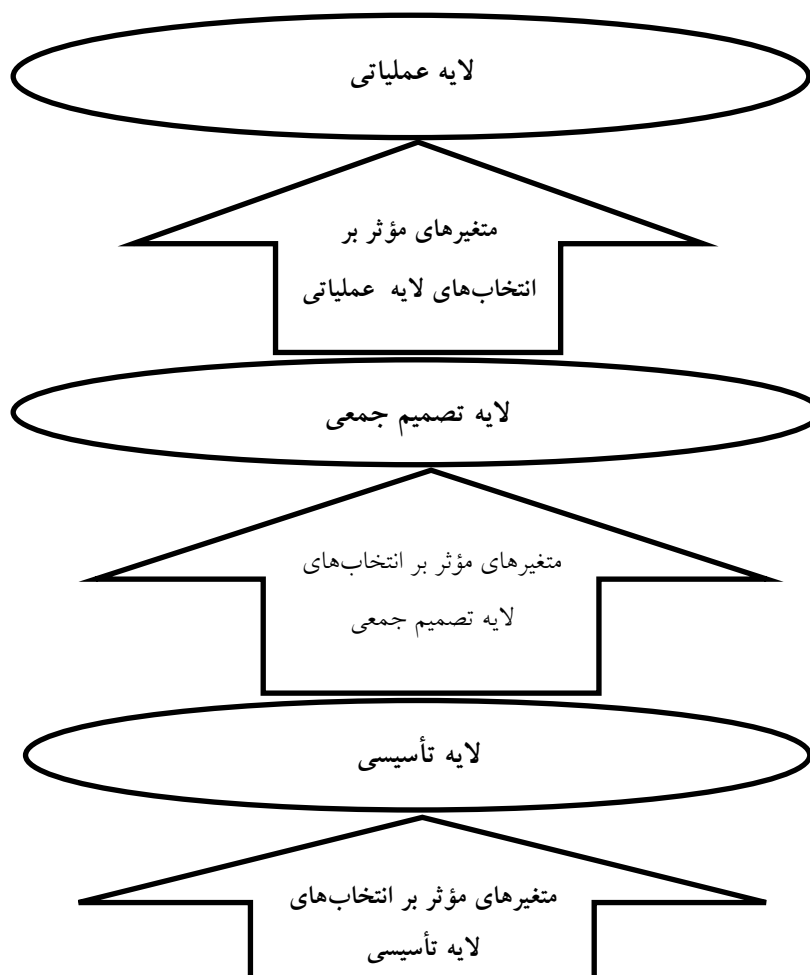 لایه عملیاتی
متغیرهای مؤثر بر
انتخاب‌های لایه عملیاتی
لایه تصمیم جمعی
متغیرهای مؤثر بر انتخاب‌های
لایه تصمیم جمعی
لایه تأسیسی
متغیرهای مؤثر بر انتخاب‌های
لایه تأسیسی